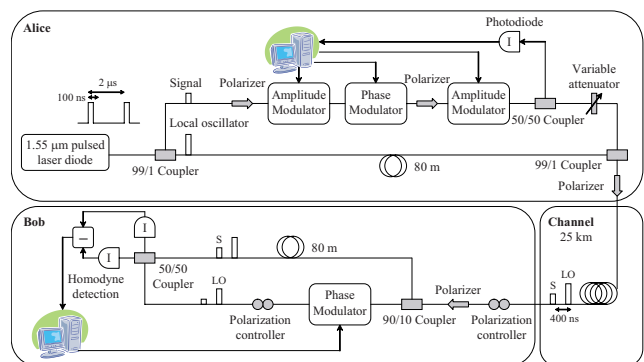 Alice
Photodiode
I
2 μs
100 ns
Signal
Polarizer
Amplitude
Modulator
Phase
Modulator
Polarizer
Amplitude
Modulator
Variable
attenuator
50/50 Coupler
Local oscillator
1.55 μm pulsed
laser diode
99/1 Coupler
80 m
99/1 Coupler
Polarizer
Bob
I
–
I
Homodyne
detection
50/50
Coupler
S
80 m
LO
Polarization
controller
Phase
Modulator
90/10 Coupler
Polarizer
Polarization
controller
Channel
25 km
S
LO
400 ns